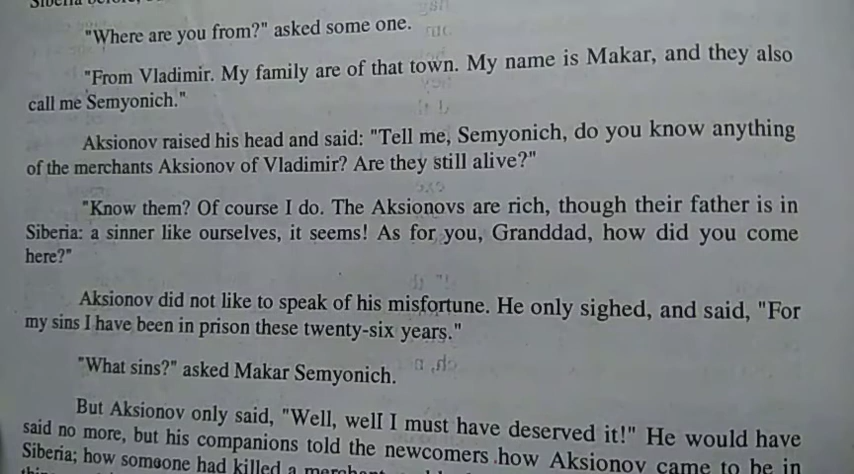 "Where are you from?" asked some one.
"From Vladimir. My family are of that town. My name is Makar, and they also
call me Semyonich."
Aksionov raised his head and said: "Tell me, Semyonich, do you know anything
of the merchants Aksionov of Vladimir? Are they still alive?"
"Know them? Of course I do. The Aksionovs are rich, though their father is in
Siberia: a sinner like ourselves, it seems! As for you, Granddad, how did you come
here?"
Aksionov did not like to speak of his misfortune. He only sighed, and said, "For
my sins I have been in prison these twenty-six years."
"What sins?" asked Makar Semyonich.
But Aksionov only said, "Well, welI I must have deserved it!" He would have
said no more, but his companions told the newcomers how Aksionov came to be in
Siberia; how someone had killed a